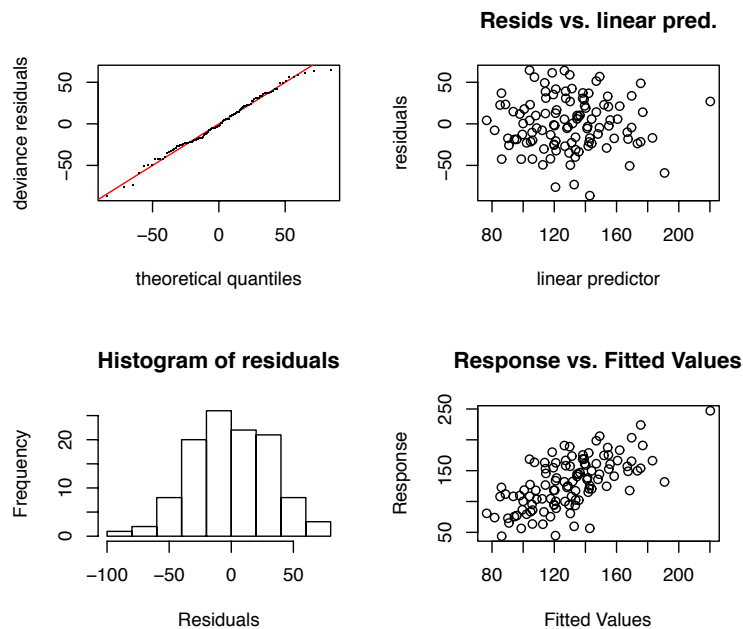 deviance residuals
50
0
−50
−50
0
50
theoretical quantiles
Resids vs. linear pred.
residuals
50
0
−50
80
120
160
200
linear predictor
Histogram of residuals
Frequency
20
10
0
−100
−50
0
50
Residuals
Response vs. Fitted Values
Response
250
150
50
80
120
160
200
Fitted Values